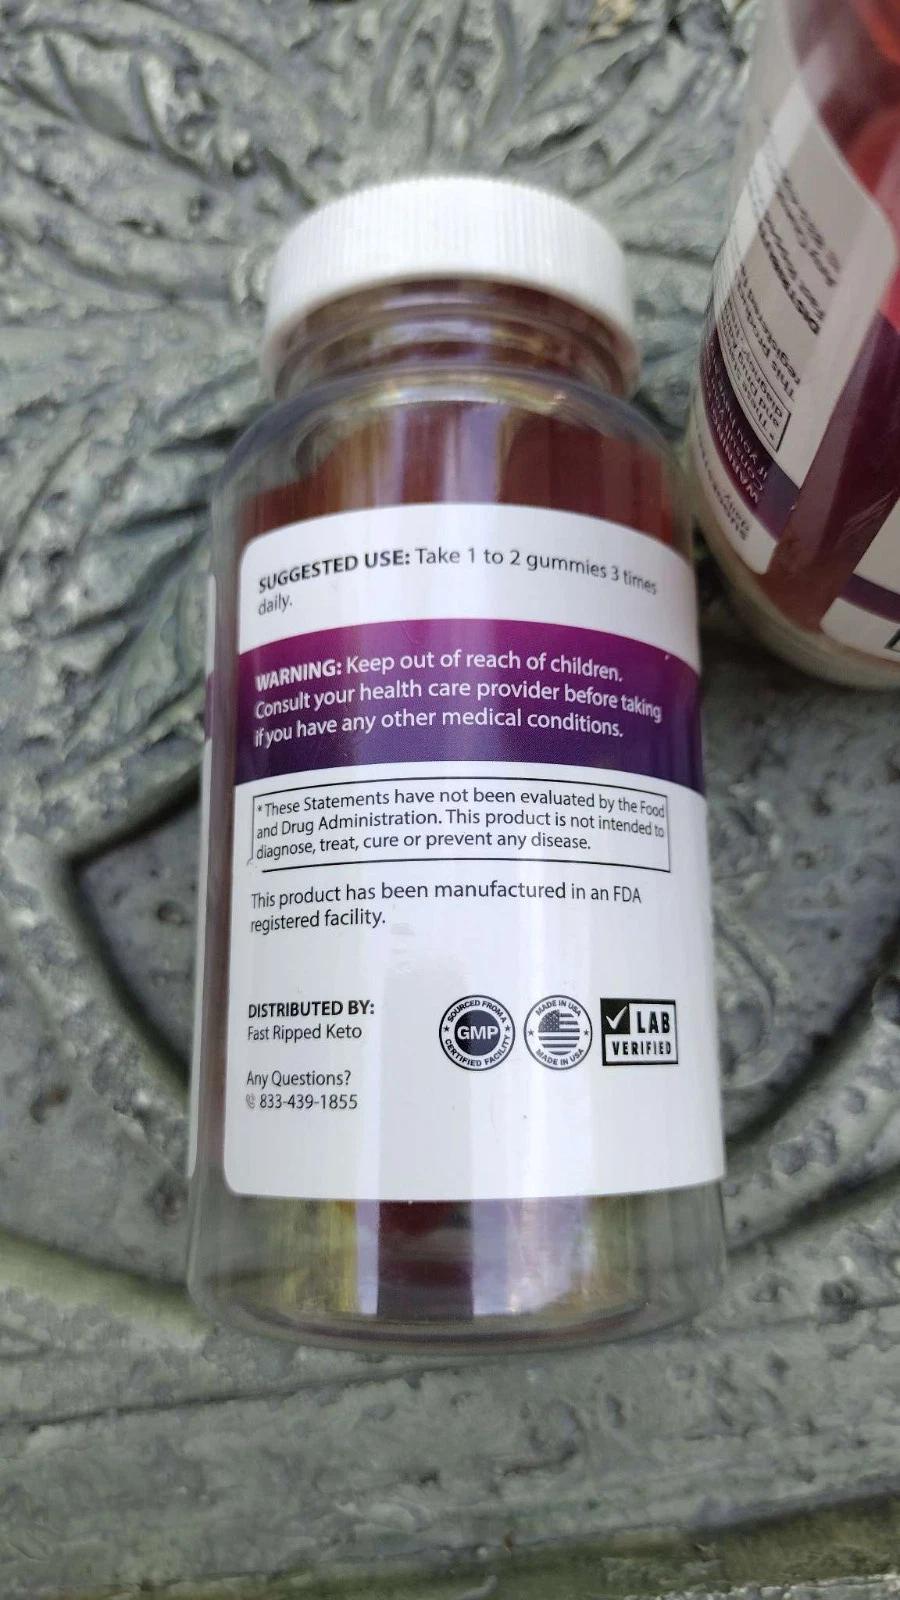 SUGGESTED USE: Take 1 to 2 gummies 3 times
daily.
WARNING: Keep out of reach of children.
Consult your health care provider before taking
if you have any other medical conditions.
*These Statements have not been evaluated by the Food
and Drug Administration. This product is not intended to
diagnose, treat, cure or prevent any disease.
This product has been manufactured in an FDA
registered facility.
DISTRIBUTED BY:
Fast Ripped Keto
Any Questions?
833-439-1855
SOURCED FROM A
GMP
CERTIFIED FACILITY
MADE IN USA
MADE IN USA
LAB
VERIFIED